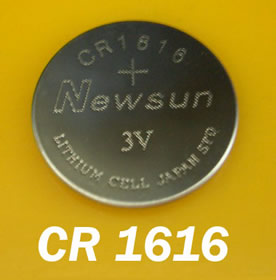 CR1616
+
Newsun
3V
LITHIUM CELL JAPAN STD
CR 1616